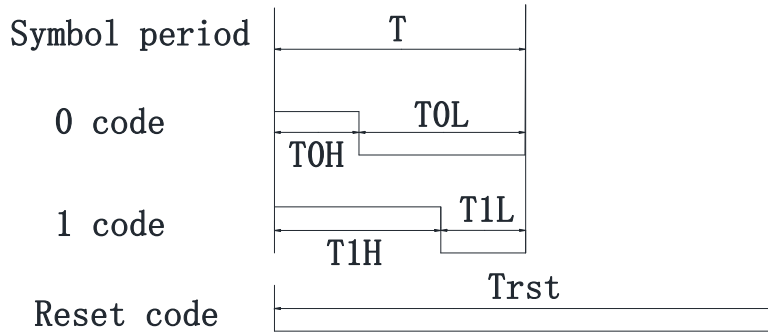 Symbol period
T
0 code
T0H
T0L
1 code
T1H
T1L
Reset code
Trst